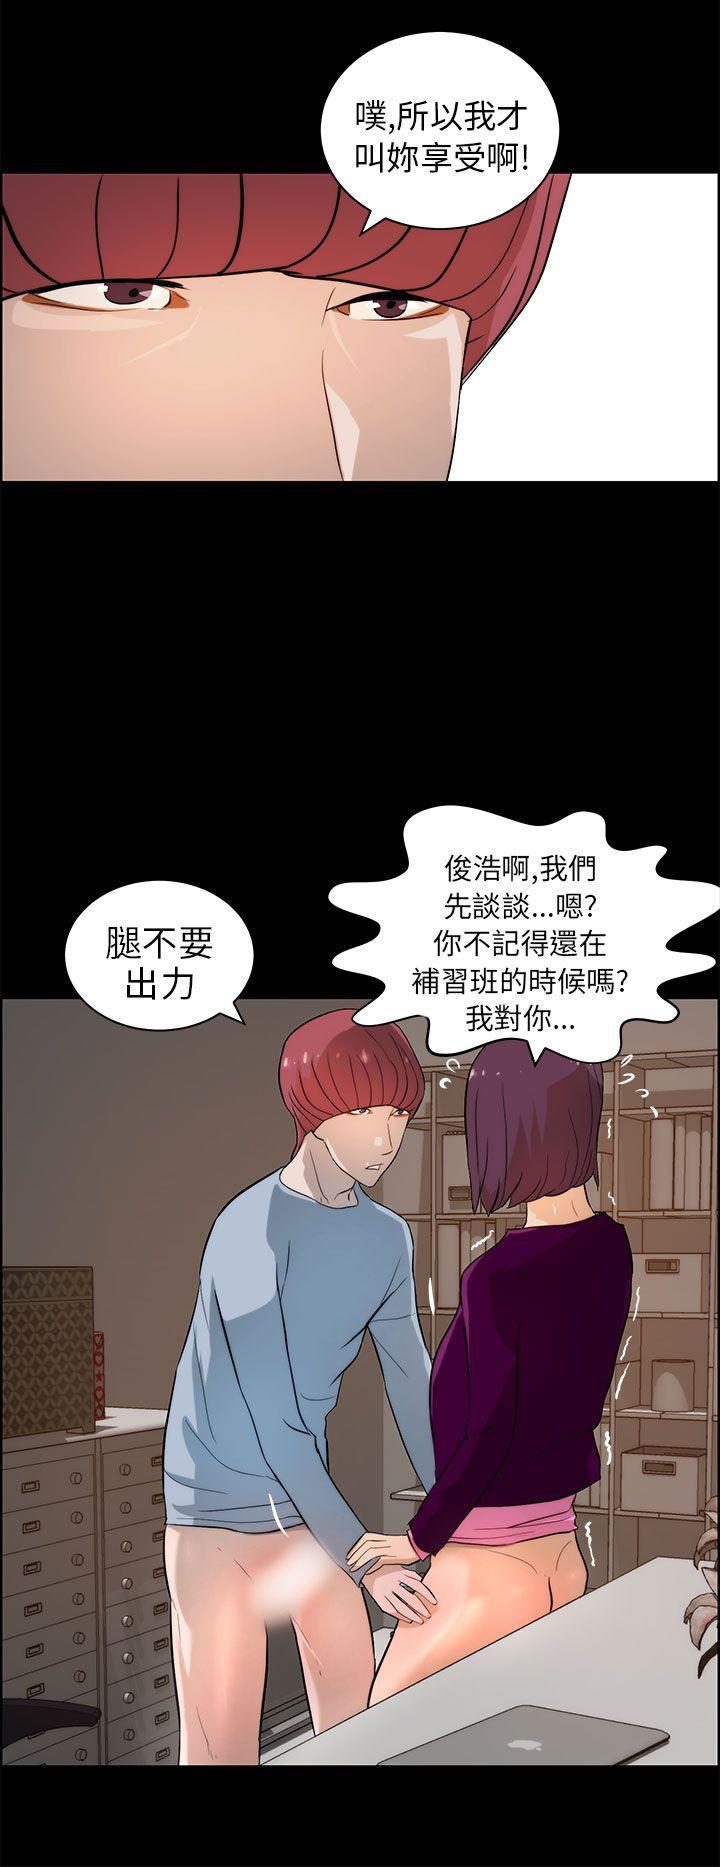 噗,所以我才
叫妳享受啊!
腿不要
出力
俊浩啊,我們
先談談...嗯?
你不記得還在
補習班的時候嗎?
我對你...